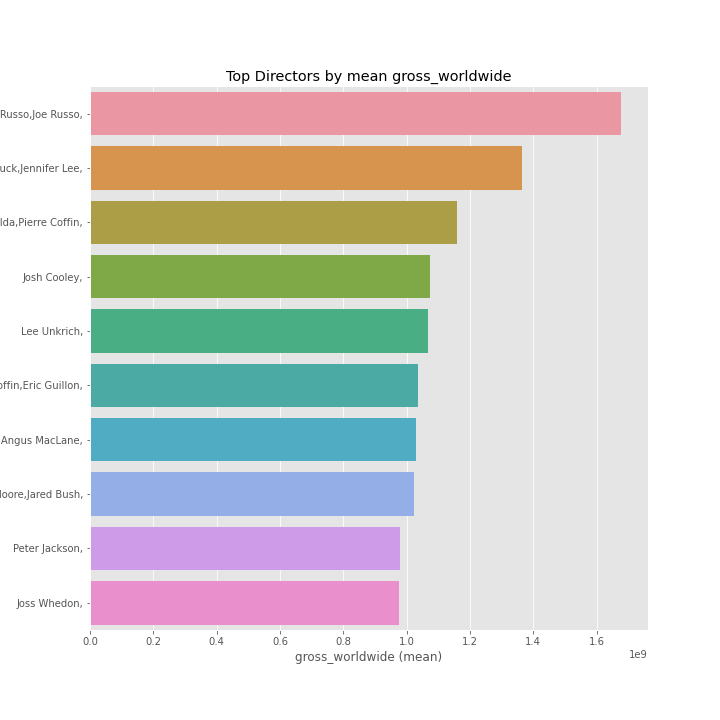 Top Directors by mean gross_worldwide
Russo,Joe Russo,
uck,Jennifer Lee,
lda,Pierre Coffin,
Josh Cooley,
Lee Unkrich,
offin,Eric Guillon,
Angus MacLane,
Moore,Jared Bush,
Peter Jackson,
Joss Whedon,
0.0 0.2 0.4 0.6 0.8 1.0 1.2 1.4 1.6
1e9
gross_worldwide (mean)